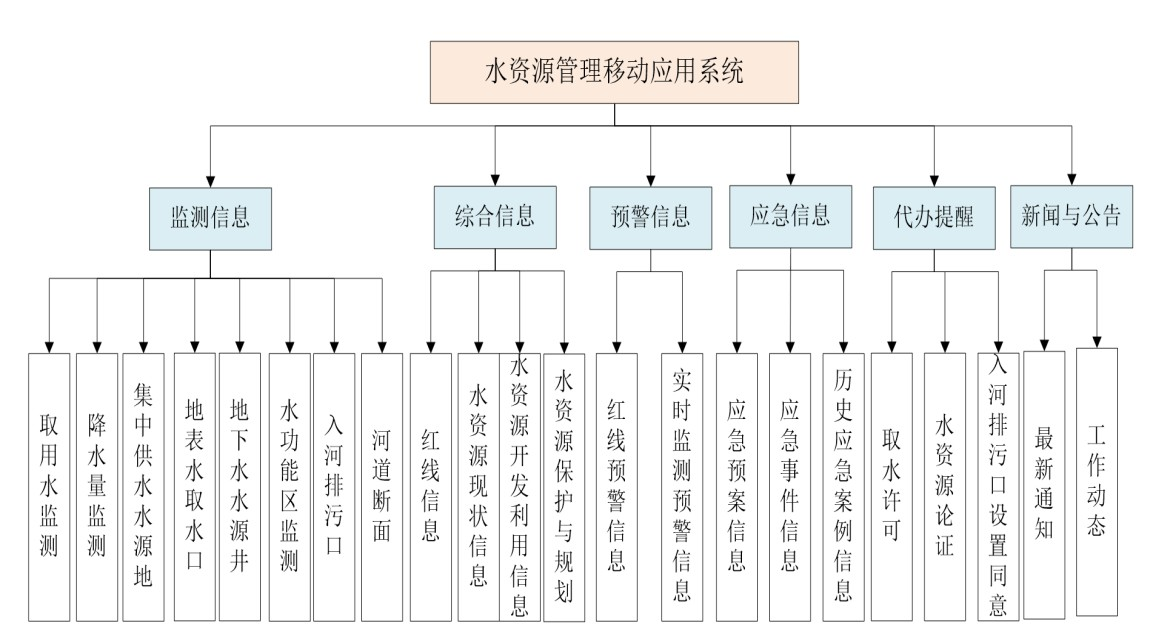 水资源管理移动应用系统
监测信息
综合信息
预警信息
应急信息
代办提醒
新闻与公告
取用水监测
降水量监测
集中供水水源地
地表水取水口
地下水水源井
水功能区监测
入河排污口
河道断面
红线信息
水资源现状信息
水资源开发利用信息
水资源保护与规划
红线预警信息
实时监测预警信息
应急预案信息
应急事件信息
历史应急案例信息
取水许可
水资源论证
入河排污口设置同意
最新通知
工作动态